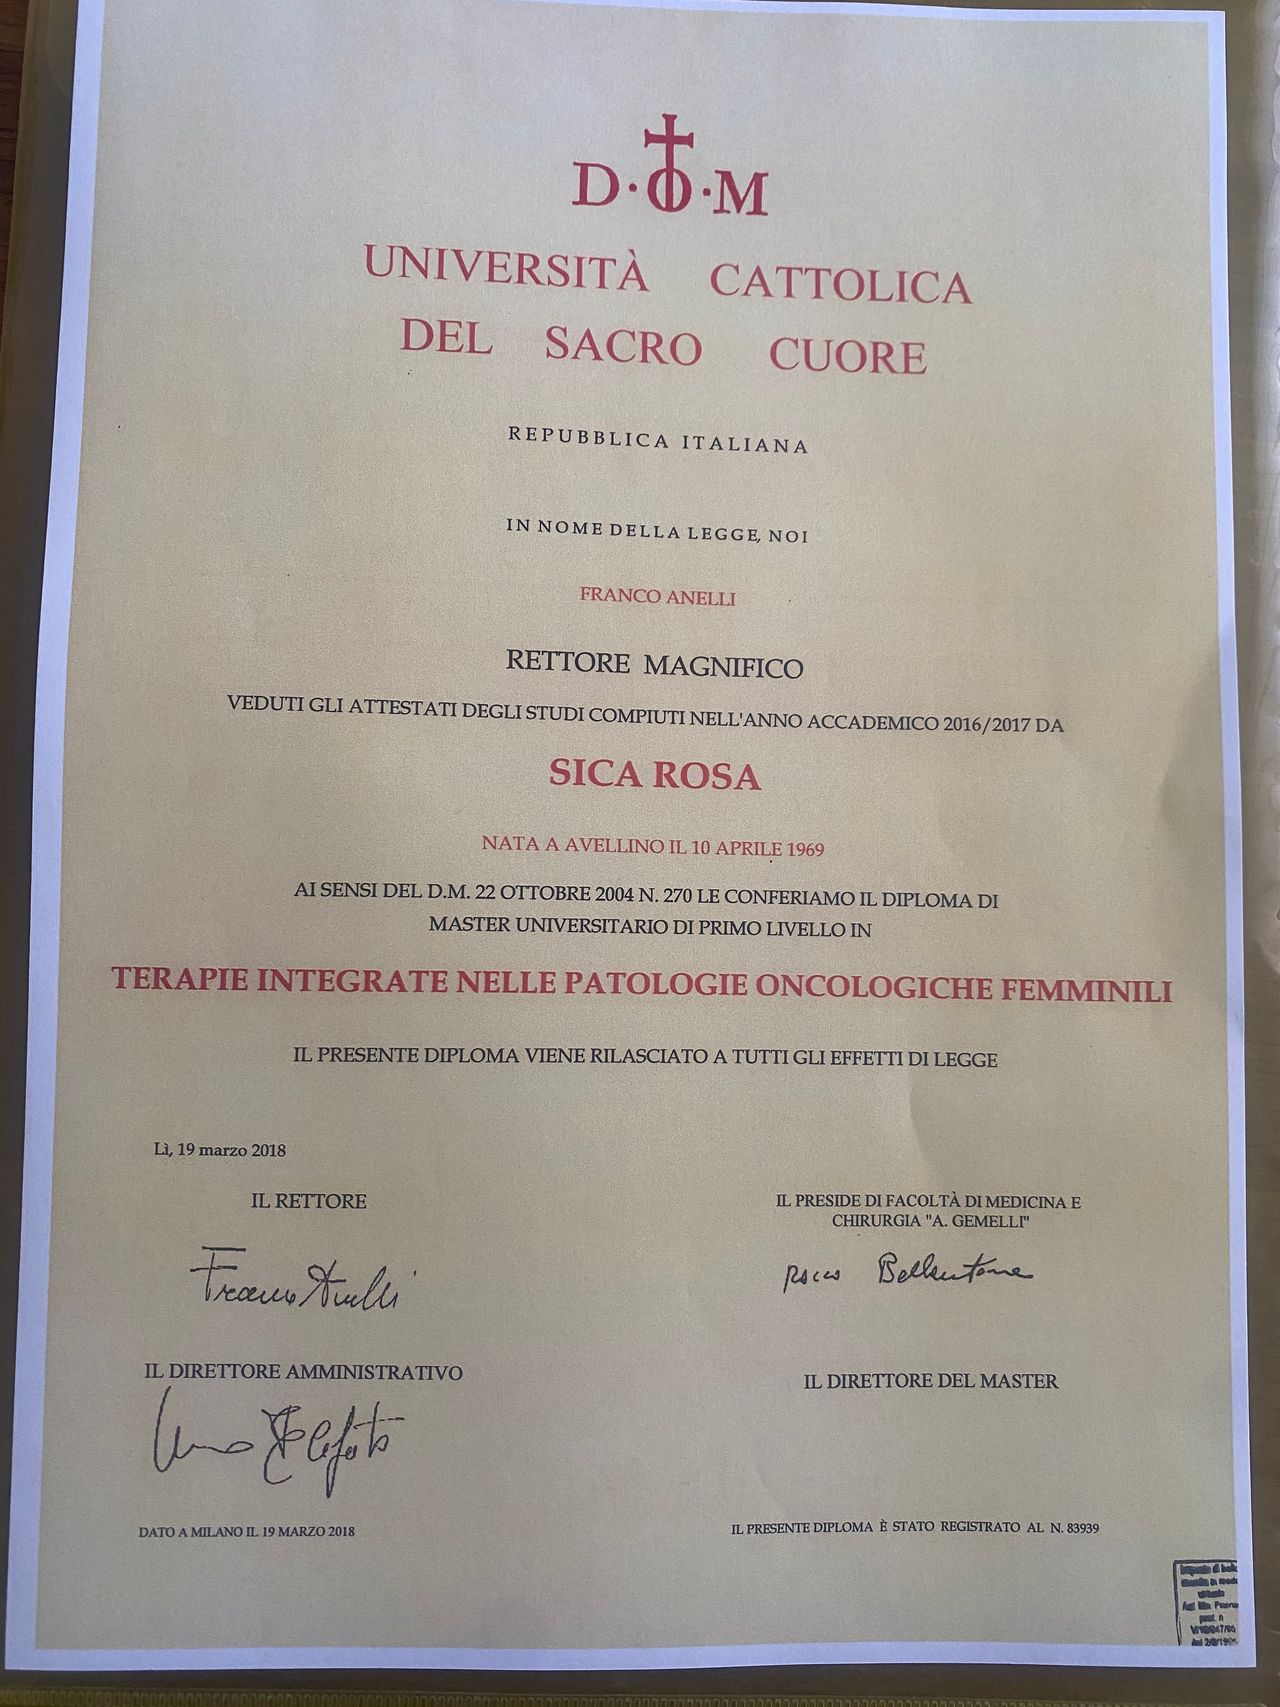 D·O·M
UNIVERSITÀ CATTOLICA
DEL SACRO CUORE
REPUBBLICA ITALIANA
IN NOME DELLA LEGGE, NOI
FRANCO ANELLI
RETTORE MAGNIFICO
VEDUTI GLI ATTESTATI DEGLI STUDI COMPIUTI NELL'ANNO ACCADEMICO 2016/2017 DA
SICA ROSA
NATA A AVELLINO IL 10 APRILE 1969
AI SENSI DEL D.M. 22 OTTOBRE 2004 N. 270 LE CONFERIAMO IL DIPLOMA DI
MASTER UNIVERSITARIO DI PRIMO LIVELLO IN
TERAPIE INTEGRATE NELLE PATOLOGIE ONCOLOGICHE FEMMINILI
IL PRESENTE DIPLOMA VIENE RILASCIATO A TUTTI GLI EFFETTI DI LEGGE
Lì, 19 marzo 2018
IL RETTORE
IL PRESIDE DI FACOLTÀ DI MEDICINA E
CHIRURGIA "A. GEMELLI"
Franco Anelli
Rocco Bellantone
IL DIRETTORE AMMINISTRATIVO
IL DIRETTORE DEL MASTER
DATO A MILANO IL 19 MARZO 2018
IL PRESENTE DIPLOMA È STATO REGISTRATO AL N. 83939